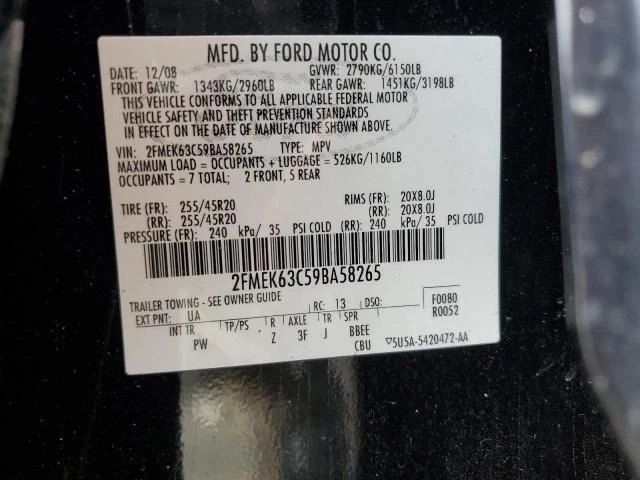 MFD. BY FORD MOTOR CO.
DATE: 12/08 GVWR: 2790KG/6150LB
FRONT GAWR: 1343KG/2960LB REAR GAWR: 1451KG/3198LB
THIS VEHICLE CONFORMS TO ALL APPLICABLE FEDERAL MOTOR
VEHICLE SAFETY AND THEFT PREVENTION STANDARDS
IN EFFECT ON THE DATE OF MANUFACTURE SHOWN ABOVE.
VIN: 2FMEK63C59BA58265 TYPE: MPV
MAXIMUM LOAD = OCCUPANTS + LUGGAGE = 526KG/1160LB
OCCUPANTS = 7 TOTAL; 2 FRONT, 5 REAR
TIRE (FR): 255/45R20 RIMS (FR): 20X8.0J
(RR): 255/45R20 (RR): 20X8.0J
PRESSURE (FR): 240 kPa/ 35 PSI COLD (RR): 240 kPa/ 35 PSI COLD
2FMEK63C59BA58265
TRAILER TOWING - SEE OWNER GUIDE
RC: 13 DSO: F0080
EXT PNT: UA R0052
INT TR TP/PS R AXLE TR SPR
PW Z 3F J BBEE
CBU 5U5A-5420472-AA